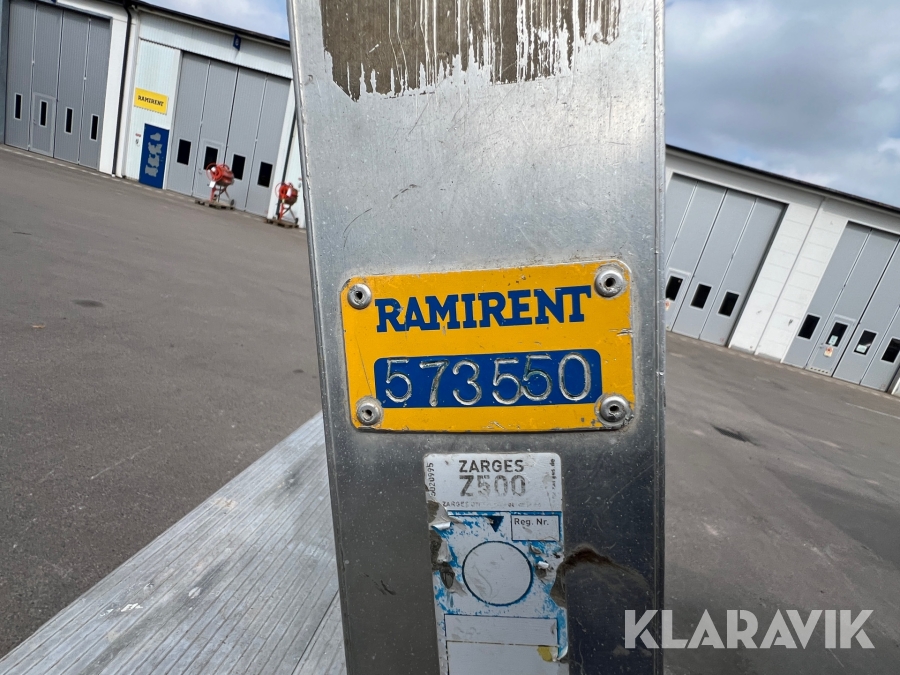 RAMIRENT
RAMIRENT
573550
ZARGES
Z500
Reg. Nr.
KLARAVIK